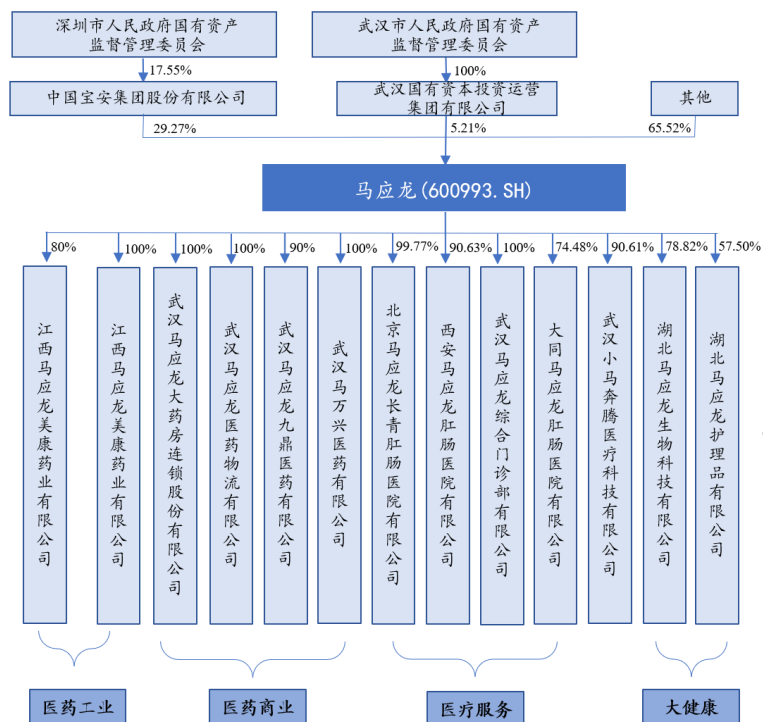 深圳市人民政府国有资产
监督管理委员会
武汉市人民政府国有资产
监督管理委员会
17.55%
100%
中国宝安集团股份有限公司
武汉国有资本投资运营
集团有限公司
其他
29.27%
5.21%
65.52%
马应龙(600993.SH)
80%
100%
100%
100%
90%
100%
99.77%
90.63%
100%
74.48%
90.61%
78.82%
57.50%
江西马应龙美康药业有限公司
江西马应龙美康药业有限公司
武汉马应龙大药房连锁股份有限公司
武汉马应龙医药物流有限公司
武汉马应龙九鼎医药有限公司
武汉马万兴医药有限公司
北京马应龙长青肛肠医院有限公司
西安马应龙肛肠医院有限公司
武汉马应龙综合门诊部有限公司
大同马应龙肛肠医院有限公司
武汉小马奔腾医疗科技有限公司
湖北马应龙生物科技有限公司
湖北马应龙护理品有限公司
医药工业
医药商业
医疗服务
大健康